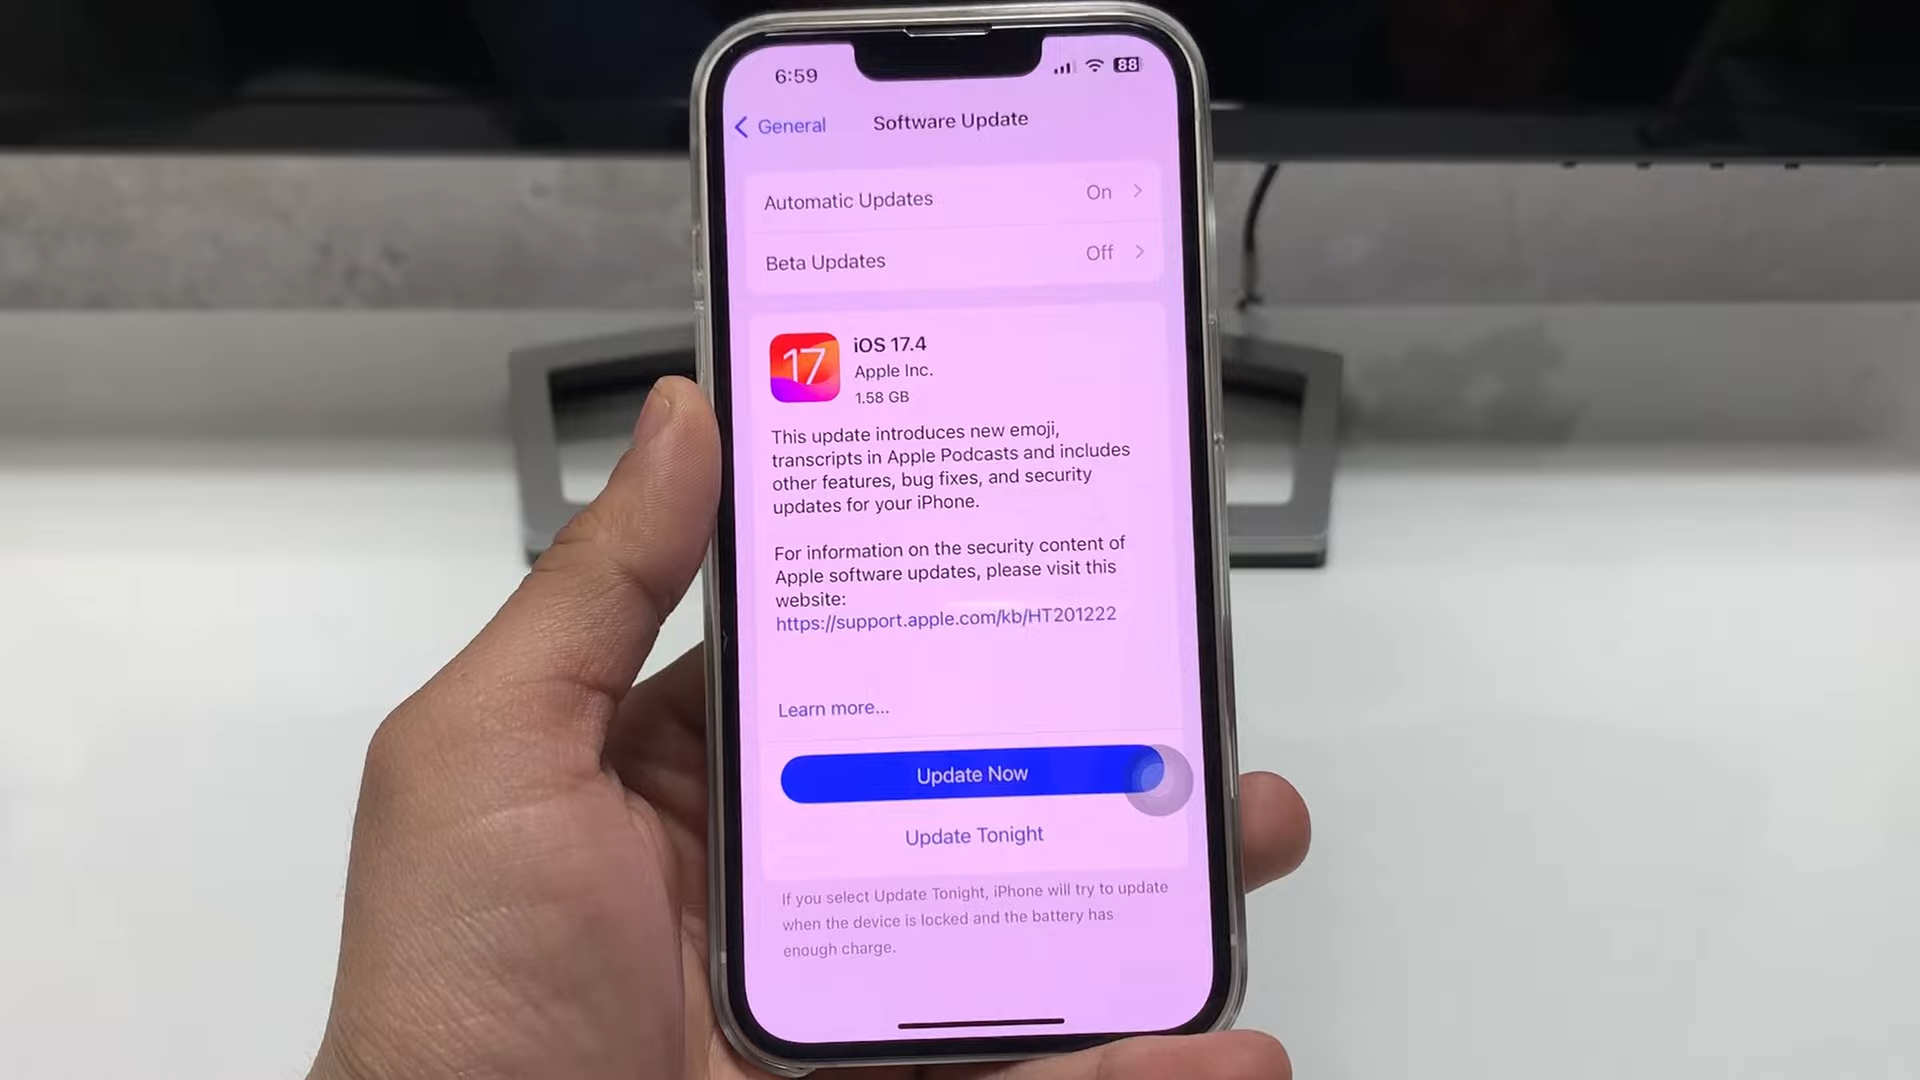 6:59
88
General
Software Update
Automatic Updates
On
Beta Updates
Off
17
iOS 17.4
Apple Inc.
1.58 GB
This update introduces new emoji,
transcripts in Apple Podcasts and includes
other features, bug fixes, and security
updates for your iPhone.
For information on the security content of
Apple software updates, please visit this
website:
https://support.apple.com/kb/HT201222
Learn more...
Update Now
Update Tonight
If you select Update Tonight, iPhone will try to update
when the device is locked and the battery has
enough charge.